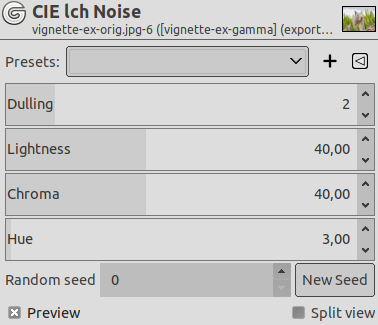 CIE lch Noise
vignette-ex-orig.jpg-6 ([vignette-ex-gamma] (export…
Presets:
Dulling 2
Lightness 40,00
Chroma 40,00
Hue 3,00
Random seed 0 New Seed
Preview Split view